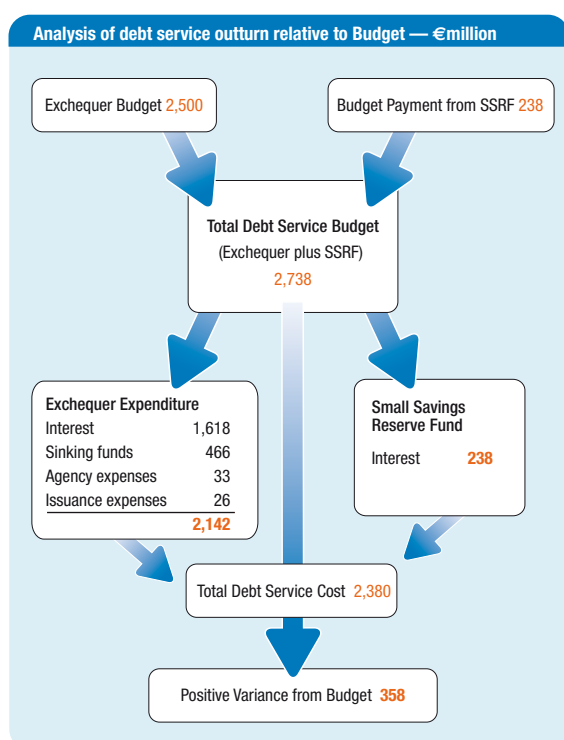 Analysis of debt service outturn relative to Budget — €million
Exchequer Budget 2,500
Budget Payment from SSRF 238
Total Debt Service Budget
(Exchequer plus SSRF)
2,738
Exchequer Expenditure
Interest 1,618
Sinking funds 466
Agency expenses 33
Issuance expenses 26
2,142
Small Savings
Reserve Fund
Interest 238
Total Debt Service Cost 2,380
Positive Variance from Budget 358